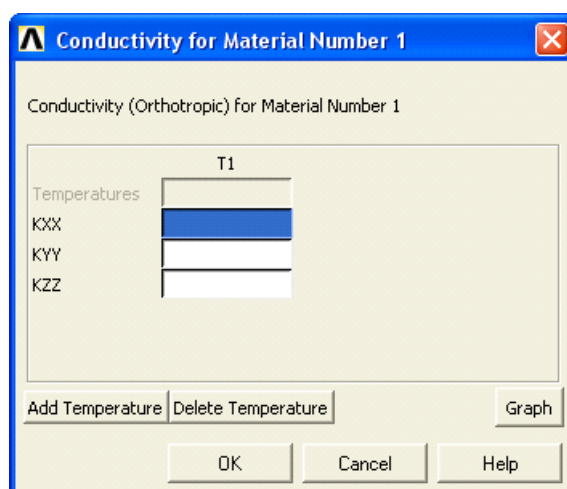 Conductivity for Material Number 1
Conductivity (Orthotropic) for Material Number 1
T1
Temperatures
KXX
KYY
KZZ
Add Temperature Delete Temperature Graph
OK Cancel Help